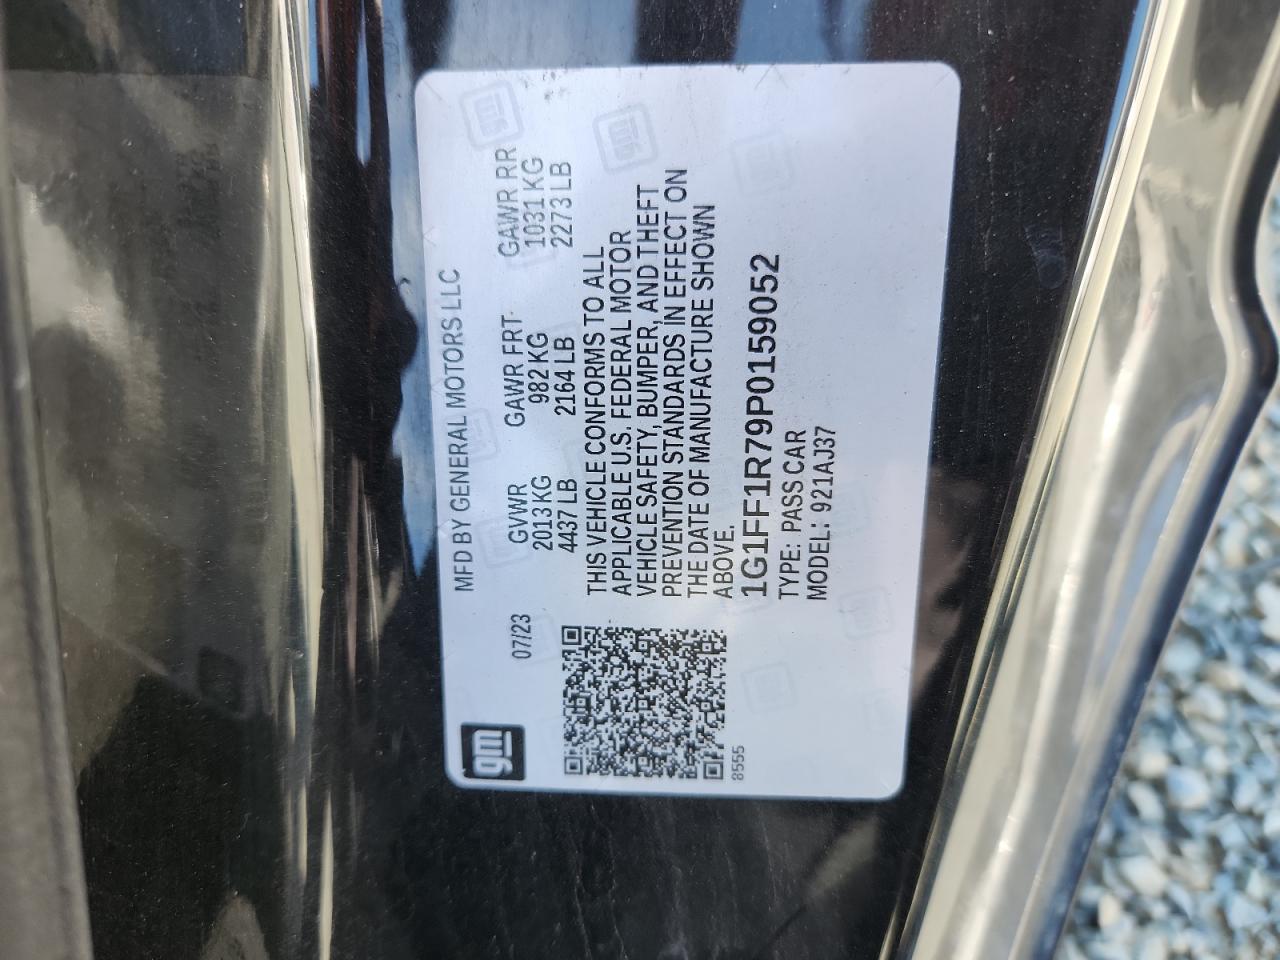 gm
MFD BY GENERAL MOTORS LLC
07/23
GVWR GAWR FRT GAWR RR
2013 KG 982 KG 1031 KG
4437 LB 2164 LB 2273 LB
THIS VEHICLE CONFORMS TO ALL
APPLICABLE U.S. FEDERAL MOTOR
VEHICLE SAFETY, BUMPER, AND THEFT
PREVENTION STANDARDS IN EFFECT ON
THE DATE OF MANUFACTURE SHOWN
ABOVE.
8555
1G1FF1R79P0159052
TYPE: PASS CAR
MODEL: 921AJ37